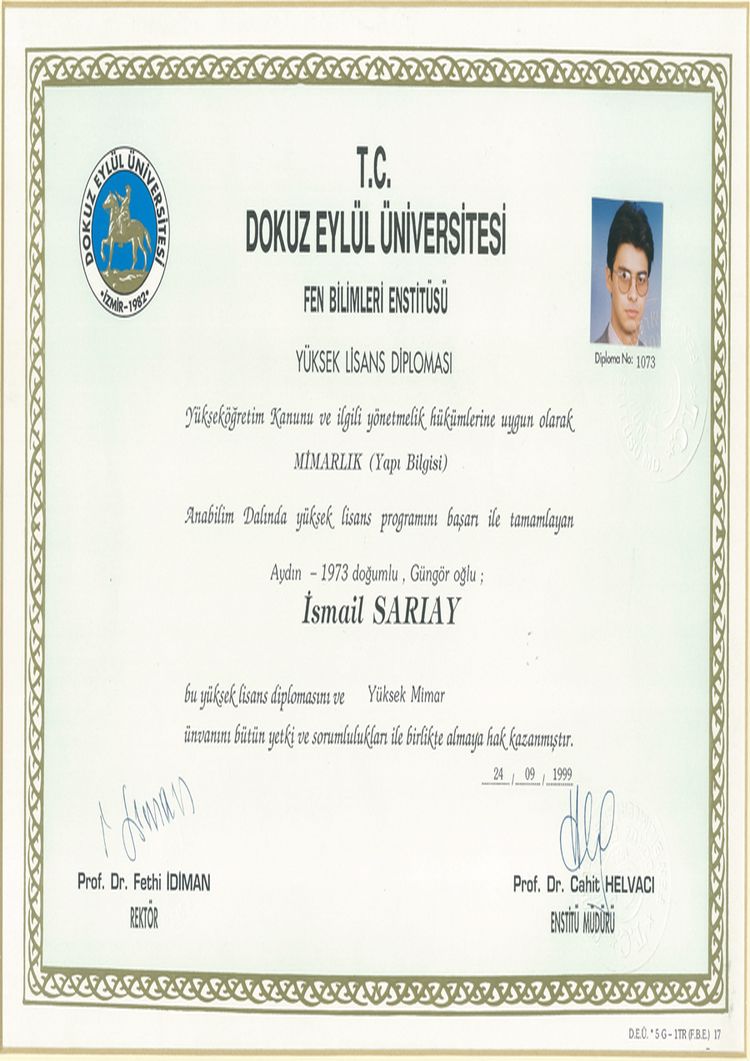 DOKUZ EYLÜL ÜNİVERSİTESİ
•İZMİR-1982•
T.C.
DOKUZ EYLÜL ÜNİVERSİTESİ
FEN BİLİMLERİ ENSTİTÜSÜ
YÜKSEK LİSANS DİPLOMASI
Diploma No: 1073
Yükseköğretim Kanunu ve ilgili yönetmelik hükümlerine uygun olarak
MİMARLIK (Yapı Bilgisi)
Anabilim Dalında yüksek lisans programını başarı ile tamamlayan
Aydın – 1973 doğumlu , Güngör oğlu ;
İsmail SARIAY
bu yüksek lisans diplomasını ve Yüksek Mimar
ünvanını bütün yetki ve sorumlulukları ile birlikte almaya hak kazanmıştır.
24 / 09 / 1999
Prof. Dr. Fethi İDİMAN
REKTÖR
Prof. Dr. Cahit HELVACI
ENSTİTÜ MÜDÜRÜ
D.E.Ü. * 5 G – 1TR (F.B.E.) 17